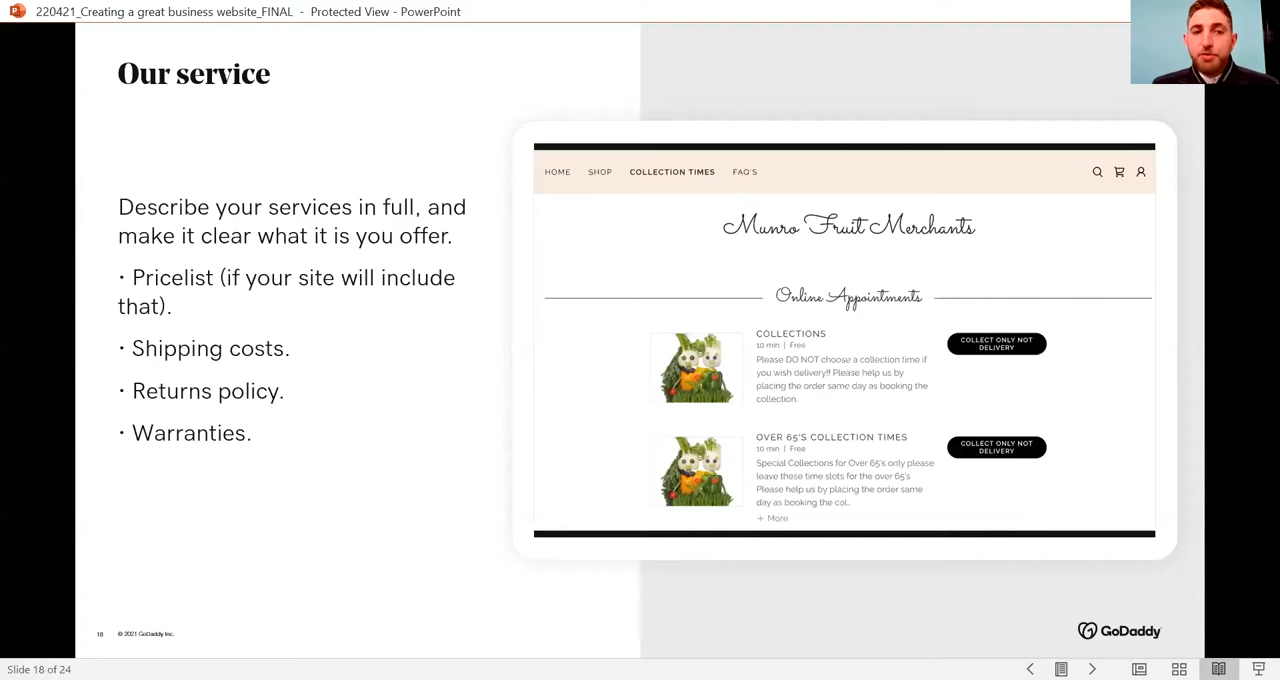 220421_Creating a great business website_FINAL - Protected View - PowerPoint
Our service
Describe your services in full, and
make it clear what it is you offer.
· Pricelist (if your site will include
that).
· Shipping costs.
· Returns policy.
· Warranties.
HOME SHOP COLLECTION TIMES FAQ'S
Munro Fruit Merchants
Online Appointments
COLLECTIONS
10 min | Free
Please DO NOT choose a collection time if
you wish delivery!! Please help us by
placing the order same day as booking the
collection.
COLLECT ONLY NOT
DELIVERY
OVER 65'S COLLECTION TIMES
10 min | Free
Special Collections for Over 65's only please
leave these time slots for the over 65's
Please help us by placing the order same
day as booking the col..
+ More
COLLECT ONLY NOT
DELIVERY
18 © 2021 GoDaddy Inc.
GoDaddy
Slide 18 of 24